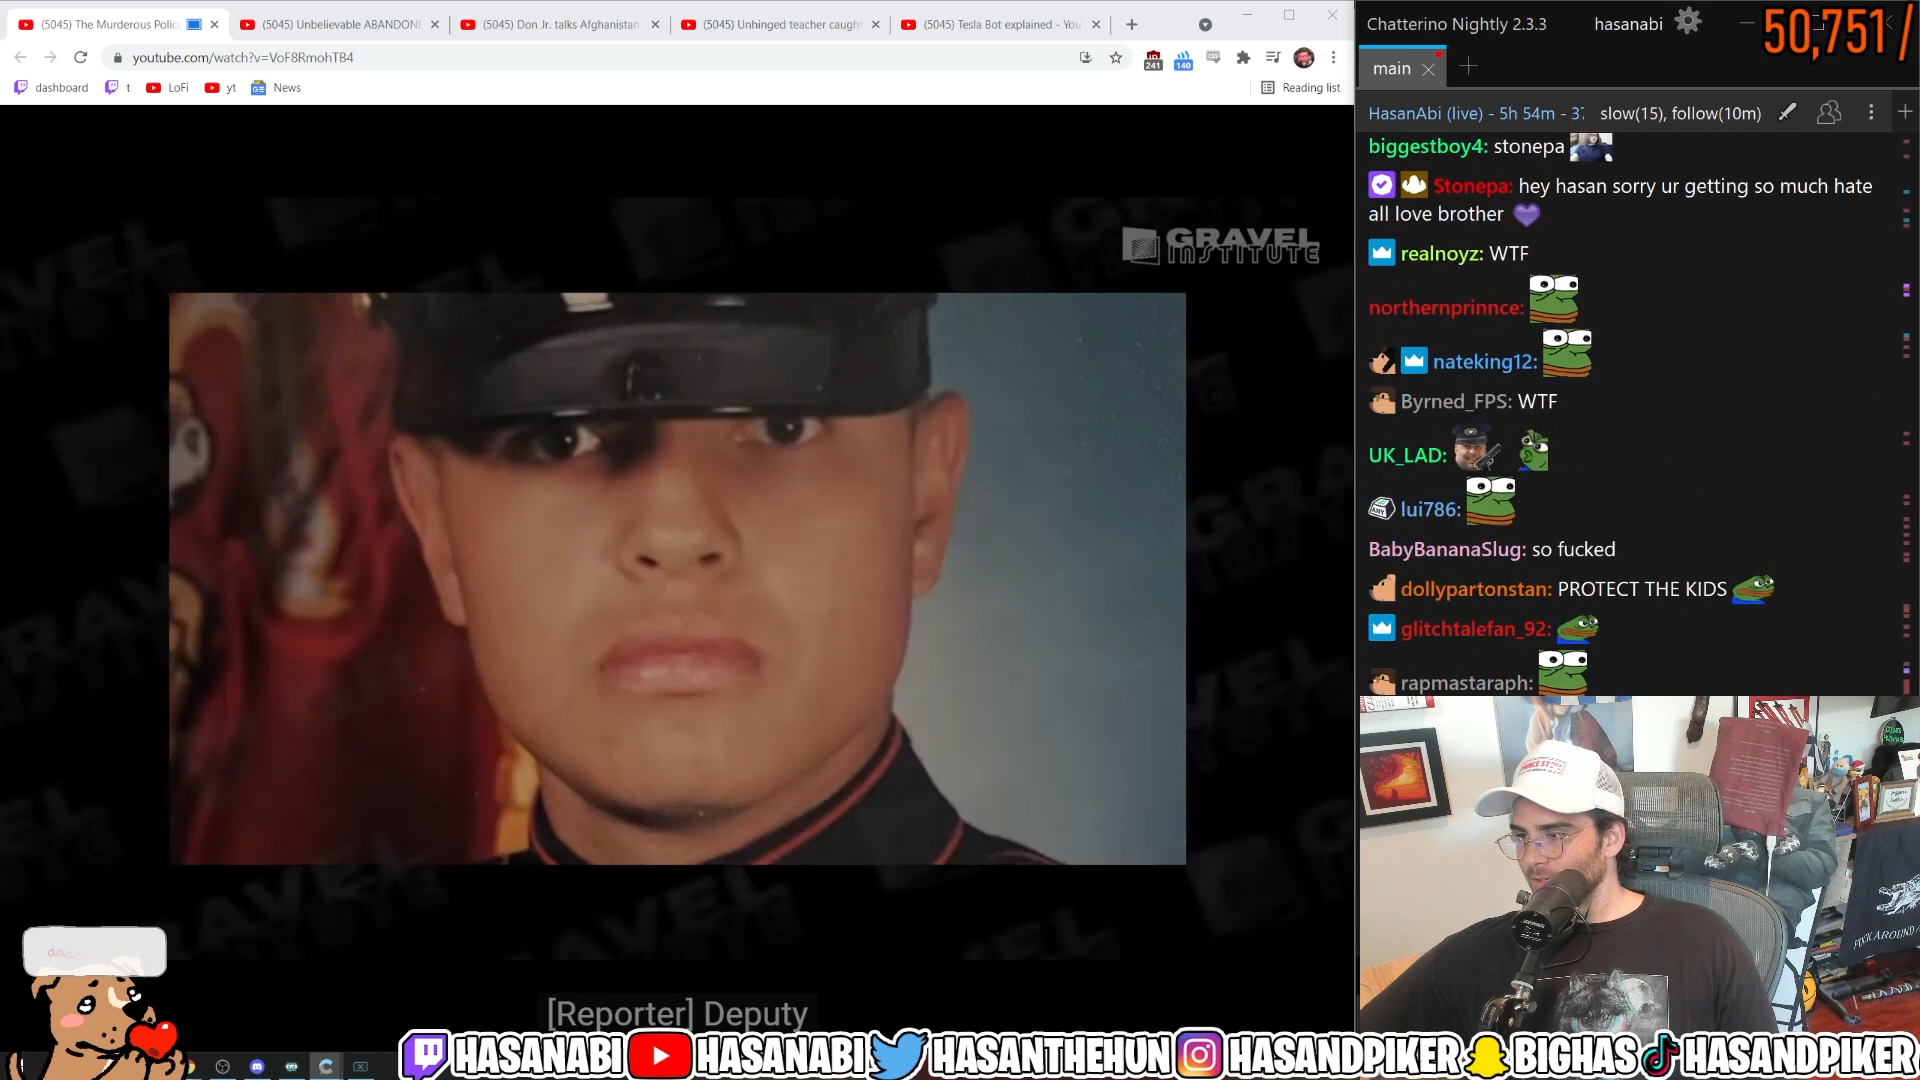 (5045) The Murderous Polic
(5045) Unbelievable ABANDONE
(5045) Don Jr. talks Afghanistan
(5045) Unhinged teacher caught
(5045) Tesla Bot explained - You
youtube.com/watch?v=VoF8RmohTB4
241
140
dashboard
t
LoFi
yt
News
Reading list
GRAVEL
INSTITUTE
[Reporter] Deputy
Chatterino Nightly 2.3.3
hasanabi
50,751 /
main
HasanAbi (live) - 5h 54m - 37
slow(15), follow(10m)
biggestboy4: stonepa
Stonepa: hey hasan sorry ur getting so much hate
all love brother
realnoyz: WTF
northernprinnce:
nateking12:
Byrned_FPS: WTF
UK_LAD:
lui786:
BabyBananaSlug: so fucked
dollypartonstan: PROTECT THE KIDS
glitchtalefan_92:
rapmastaraph:
HASANABI
HASANABI
HASANTHEHUN
HASANDPIKER
BIGHAS
HASANDPIKER